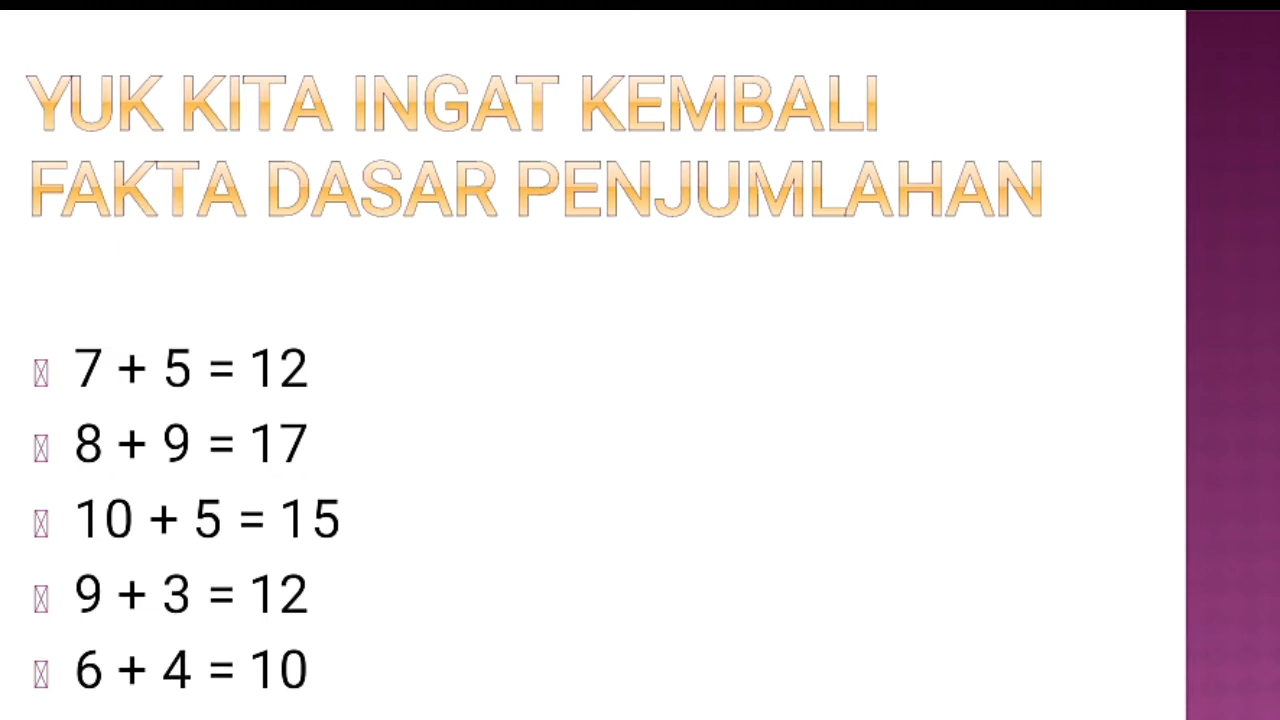 YUK KITA INGAT KEMBALI
FAKTA DASAR PENJUMLAHAN
7 + 5 = 12
8 + 9 = 17
10 + 5 = 15
9 + 3 = 12
6 + 4 = 10